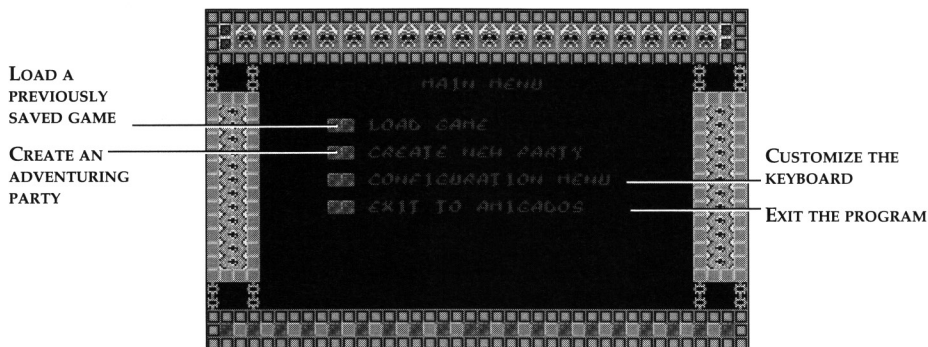 LOAD A
PREVIOUSLY
SAVED GAME
CREATE AN
ADVENTURING
PARTY
MAIN MENU
LOAD GAME
CREATE NEW PARTY
CONFIGURATION MENU
EXIT TO AMIGADOS
CUSTOMIZE THE
KEYBOARD
EXIT THE PROGRAM